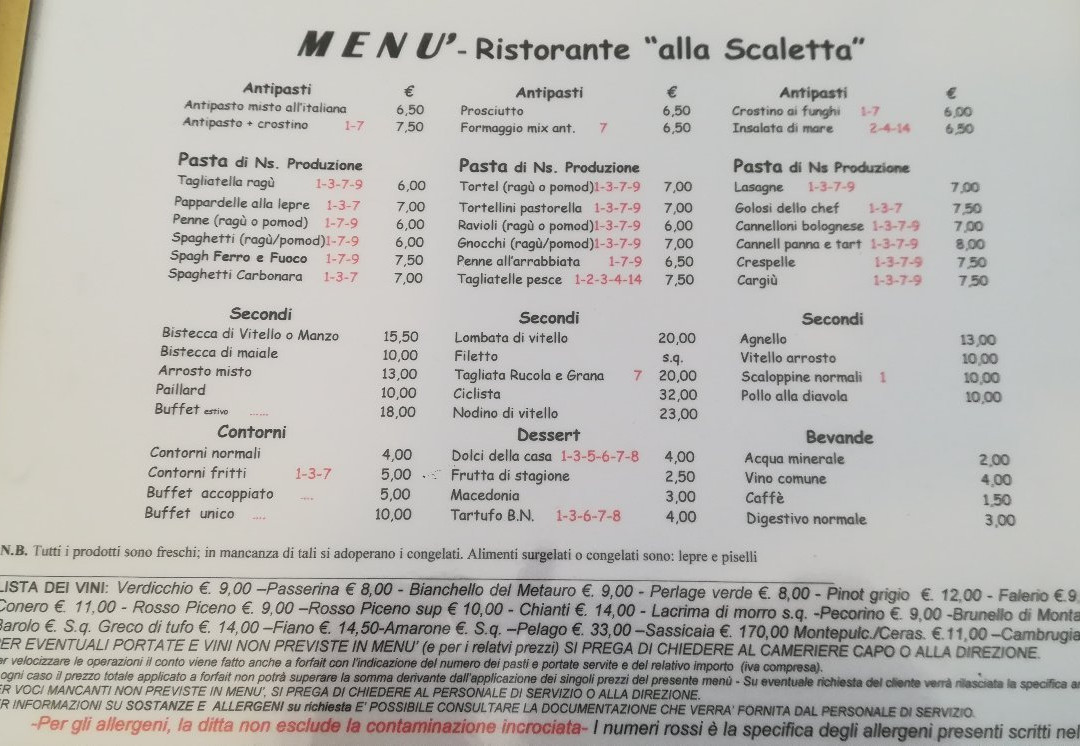 MENU'- Ristorante "alla Scaletta"
Antipasti € Antipasti € Antipasti €
Antipasto misto all'italiana 6,50 Prosciutto 6,50 Crostino ai funghi 1-7 6,00
Antipasto + crostino 1-7 7,50 Formaggio mix ant. 7 6,50 Insalata di mare 2-4-14 6,50
Pasta di Ns. Produzione Pasta di Ns. Produzione Pasta di Ns Produzione
Tagliatella ragù 1-3-7-9 6,00 Tortel (ragù o pomod)1-3-7-9 7,00 Lasagne 1-3-7-9 7,00
Pappardelle alla lepre 1-3-7 7,00 Tortellini pastorella 1-3-7-9 7,00 Golosi dello chef 1-3-7 7,50
Penne (ragù o pomodo) 1-7-9 6,00 Ravioli (ragù o pomod) 1-3-7-9 6,00 Cannelloni bolognese 1-3-7-9 7,00
Spaghetti (ragù/pomod)1-7-9 6,00 Gnocchi (ragù/pomod)1-3-7-9 7,00 Cannell panna e tart 1-3-7-9 8,00
Spagh Ferro e Fuoco 1-7-9 7,50 Penne all'arrabbiata 1-7-9 6,50 Crespelle 1-3-7-9 7,50
Spaghetti Carbonara 1-3-7 7,00 Tagliatelle pesce 1-2-3-4-14 7,50 Cargiù 1-3-7-9 7,50
Secondi Secondi Secondi
Bistecca di Vitello o Manzo 15,50 Lombata di vitello 20,00 Agnello 13,00
Bistecca di maiale 10,00 Filetto s.q. Vitello arrosto 10,00
Arrosto misto 13,00 Tagliata Rucola e Grana 7 20,00 Scaloppine normali 1 10,00
Paillard 10,00 Ciclista 32,00 Pollo alla diavola 10,00
Buffet estivo ...... 18,00 Nodino di vitello 23,00
Contorni Dessert Bevande
Contorni normali 4,00 Dolci della casa 1-3-5-6-7-8 4,00 Acqua minerale 2,00
Contorni fritti 1-3-7 5,00 Frutta di stagione 2,50 Vino comune 4,00
Buffet accoppiato .... 5,00 Macedonia 3,00 Caffè 1,50
Buffet unico .... 10,00 Tartufo B.N. 1-3-6-7-8 4,00 Digestivo normale 3,00
N.B. Tutti i prodotti sono freschi; in mancanza di tali si adoperano i congelati. Alimenti surgelati o congelati sono: lepre e piselli
LISTA DEI VINI: Verdicchio €. 9,00 –Passerina € 8,00 - Bianchello del Metauro €. 9,00 - Perlage verde €. 8,00 - Pinot grigio €. 12,00 - Falerio €.9,
Conero €. 11,00 - Rosso Piceno €. 9,00 –Rosso Piceno sup € 10,00 - Chianti €. 14,00 - Lacrima di morro s.q. -Pecorino €. 9,00 -Brunello di Monta
Barolo €. S.q. Greco di tufo €. 14,00 –Fiano €. 14,50-Amarone €. S.q. –Pelago €. 33,00 –Sassicaia €. 170,00 Montepulc./Ceras. €.11,00 –Cambrugia
PER EVENTUALI PORTATE E VINI NON PREVISTE IN MENU' (e per i relatvi prezzi) SI PREGA DI CHIEDERE AL CAMERIERE CAPO O ALLA DIREZIONE.
er velocizzare le operazioni il conto viene fatto anche a forfait con l'indicazione del numero dei pasti e portate servite e del relativo importo (iva compresa).
ogni caso il prezzo totale applicato a forfait non potrà superare la somma derivante dall'applicazione dei singoli prezzi del presente menù - Su eventuale richiesta del cliente verrà rilasciata la specifica
ER VOCI MANCANTI NON PREVISTE IN MENU', SI PREGA DI CHIEDERE AL PERSONALE DI SERVIZIO O ALLA DIREZIONE.
R INFORMAZIONI SU SOSTANZE E ALLERGENI su richiesta E' POSSIBILE CONSULTARE LA DOCUMENTAZIONE CHE VERRA' FORNITA DAL PERSONALE DI SERVIZIO.
-Per gli allergeni, la ditta non esclude la contaminazione incrociata- I numeri rossi è la specifica degli allergeni presenti scritti nel